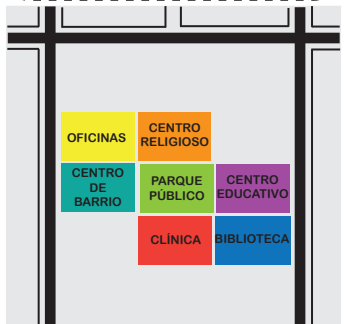 OFICINAS
CENTRO
RELIGIOSO
CENTRO
DE
BARRIO
PARQUE
PÚBLICO
CENTRO
EDUCATIVO
CLÍNICA
BIBLIOTECA